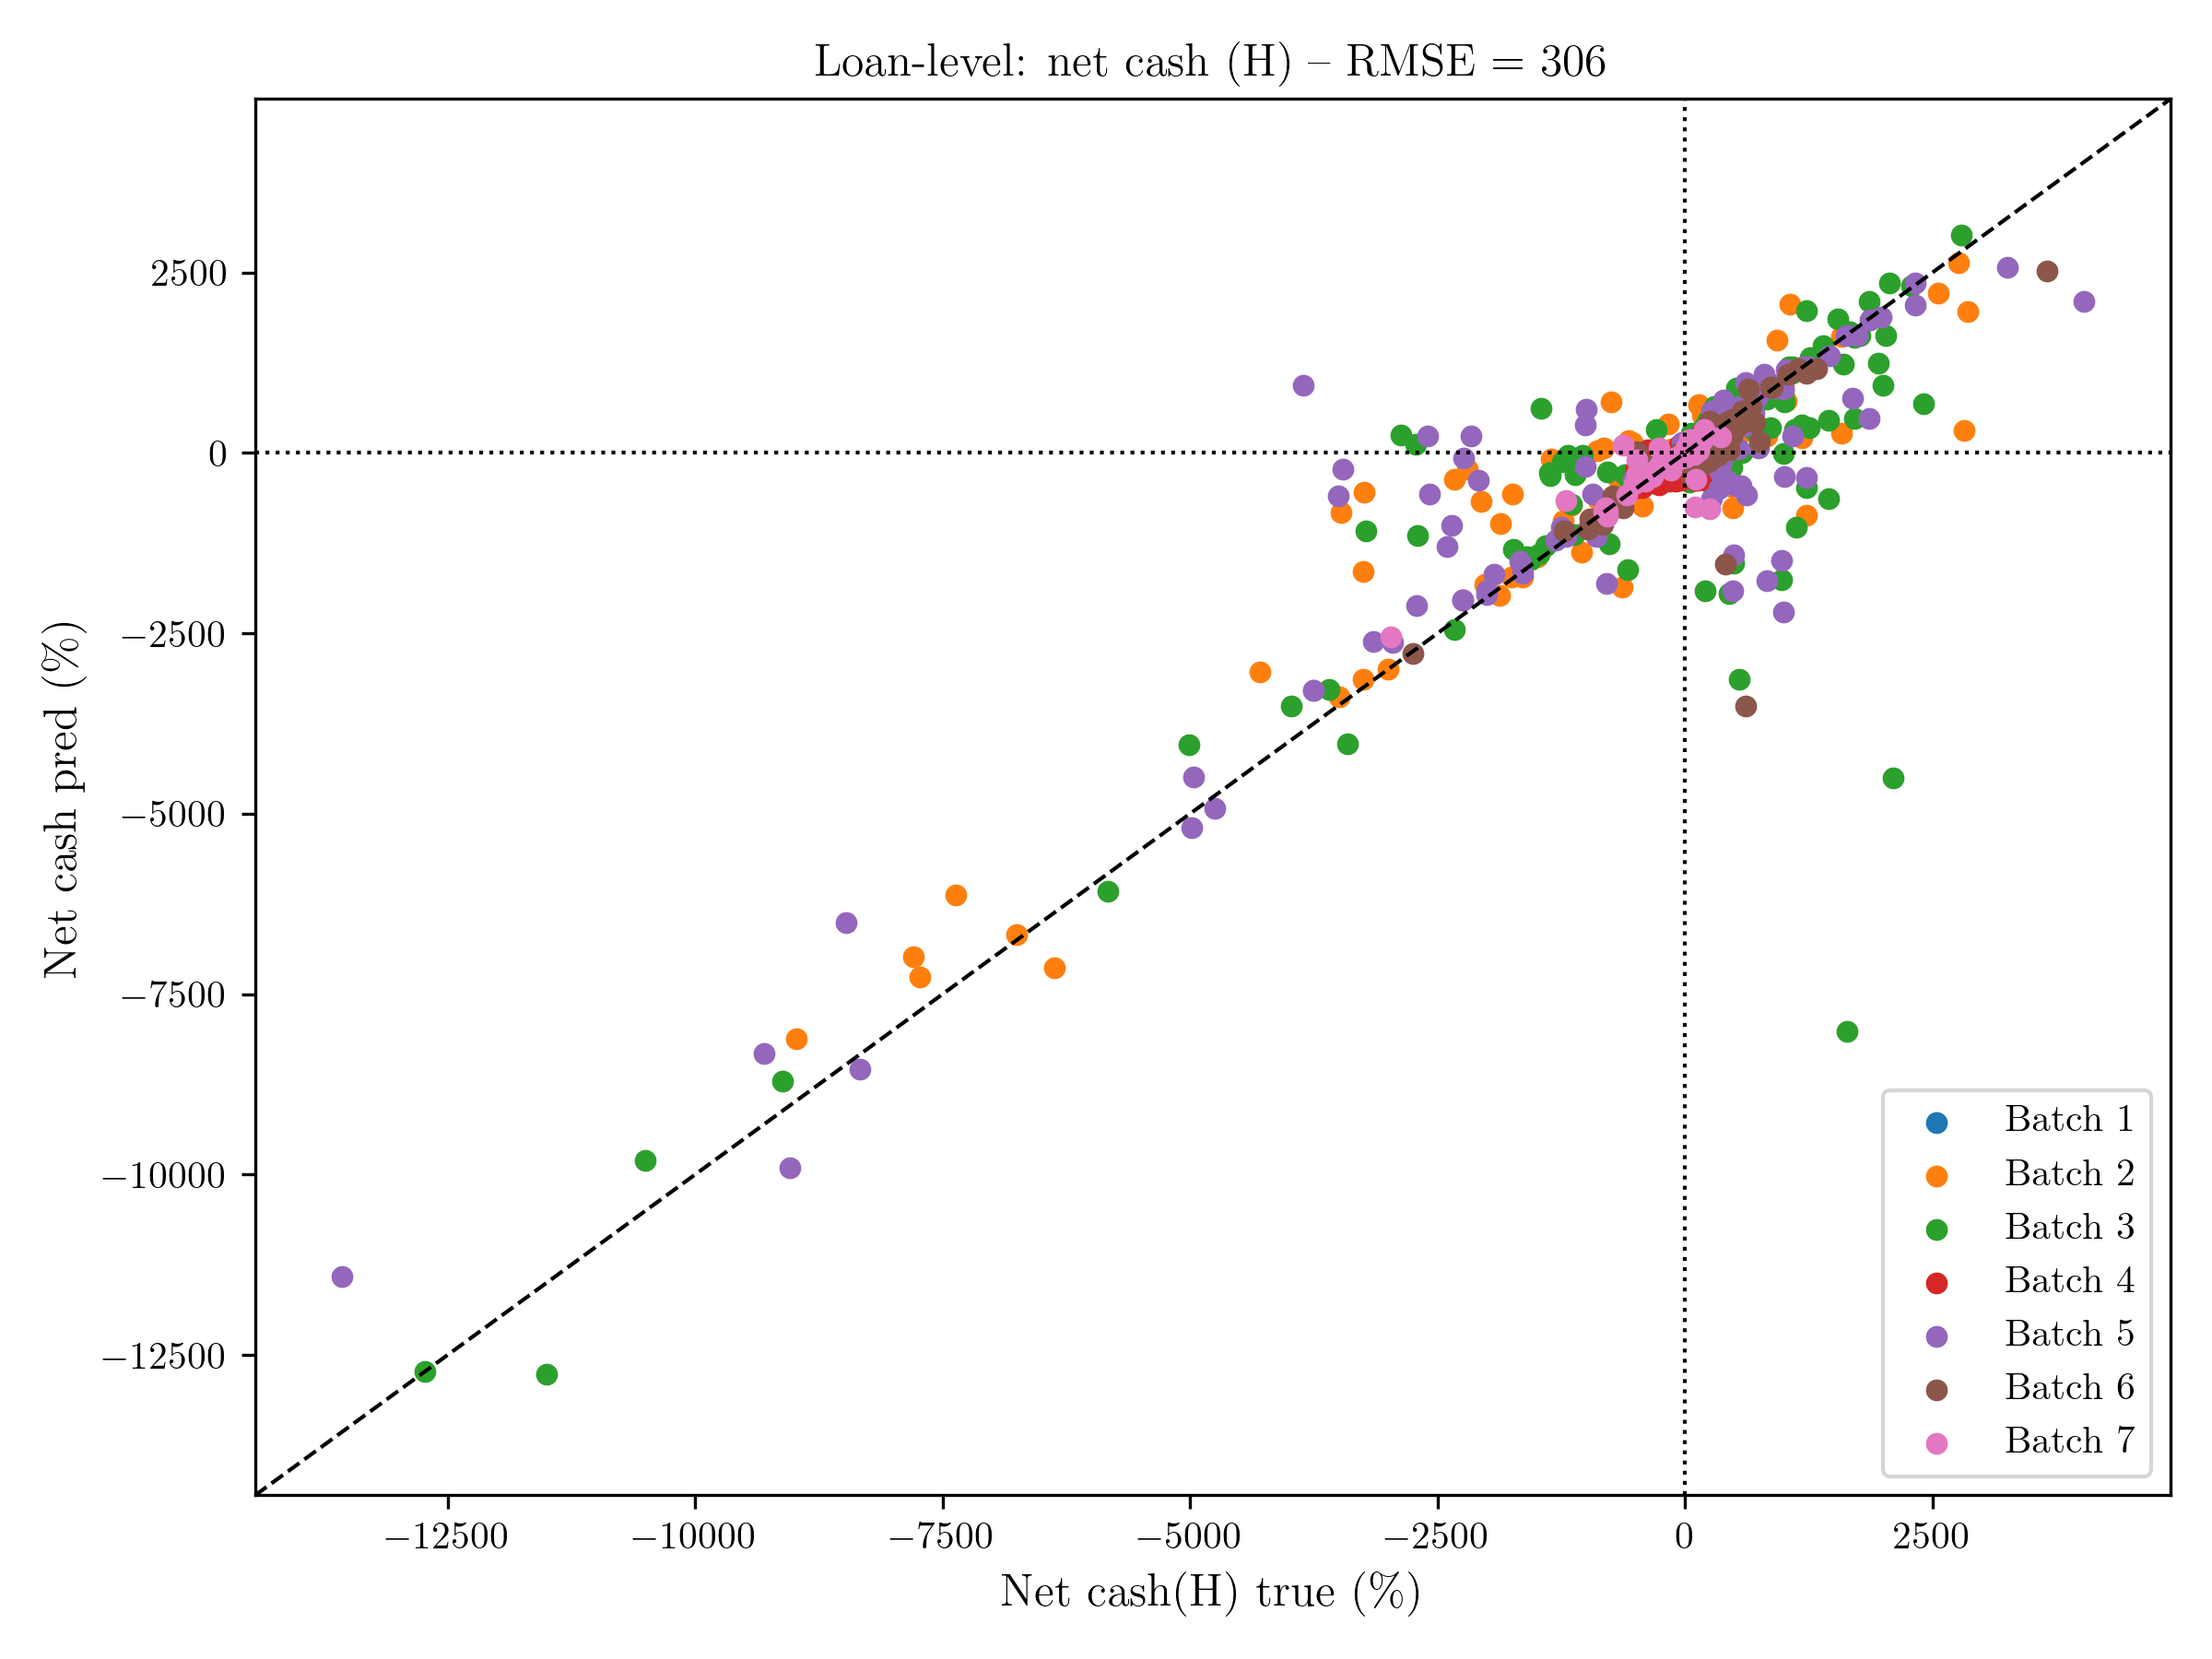 Loan-level: net cash (H) – RMSE = 306
Net cash pred (%)
2500
0
−2500
−5000
−7500
−10000
−12500
−12500
−10000
−7500
−5000
−2500
0
2500
Net cash(H) true (%)
Batch 1
Batch 2
Batch 3
Batch 4
Batch 5
Batch 6
Batch 7